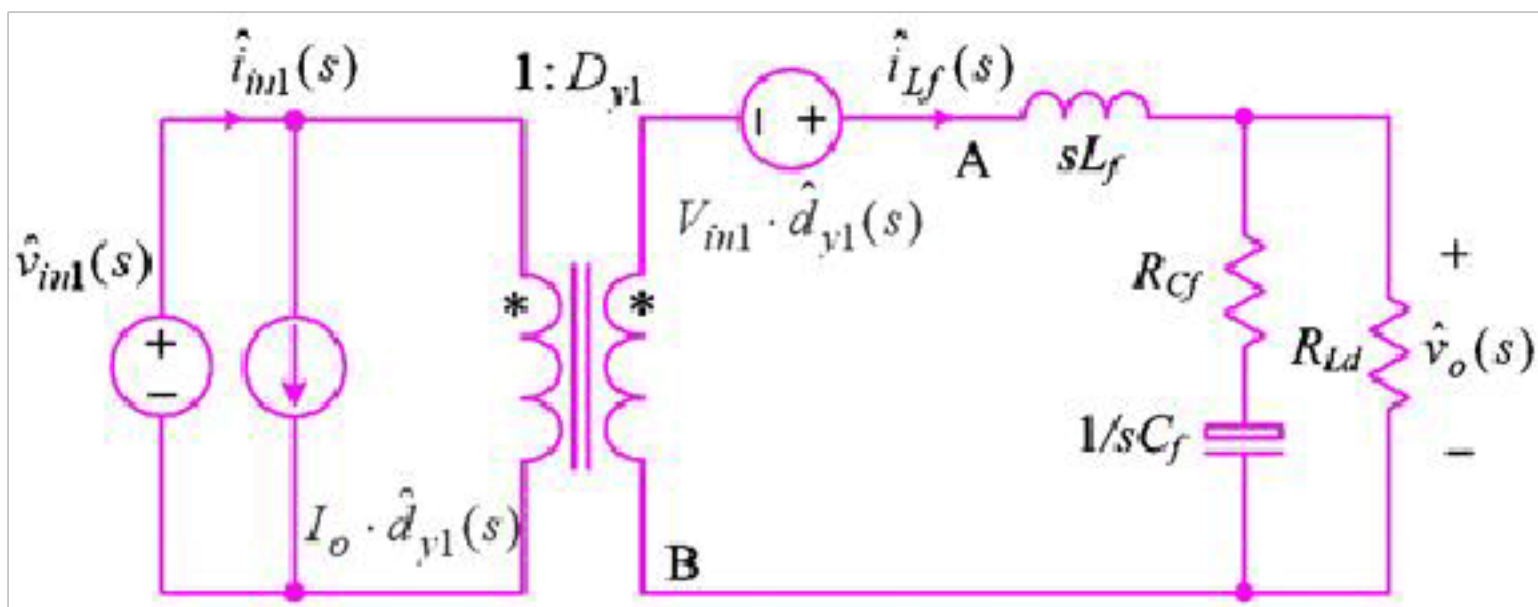 î_in1(s)
1:D_y1
î_Lf(s)
A
sL_f
V_in1 · d̂_y1(s)
v̂_in1(s)
+
−
*
*
− +
R_Cf
R_Ld
+
v̂_o(s)
−
1/sC_f
I_o · d̂_y1(s)
B